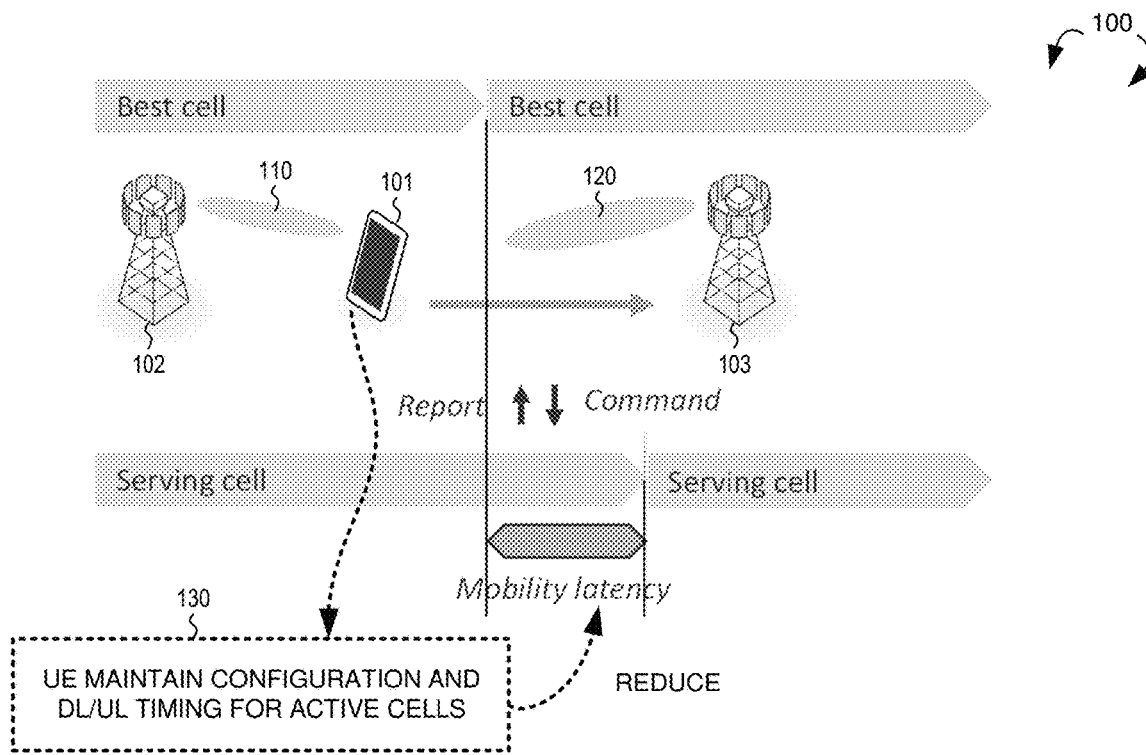 100
Best cell
Best cell
110
101
120
102
103
Report
Command
Serving cell
Serving cell
Mobility latency
130
UE MAINTAIN CONFIGURATION AND
DL/UL TIMING FOR ACTIVE CELLS
REDUCE